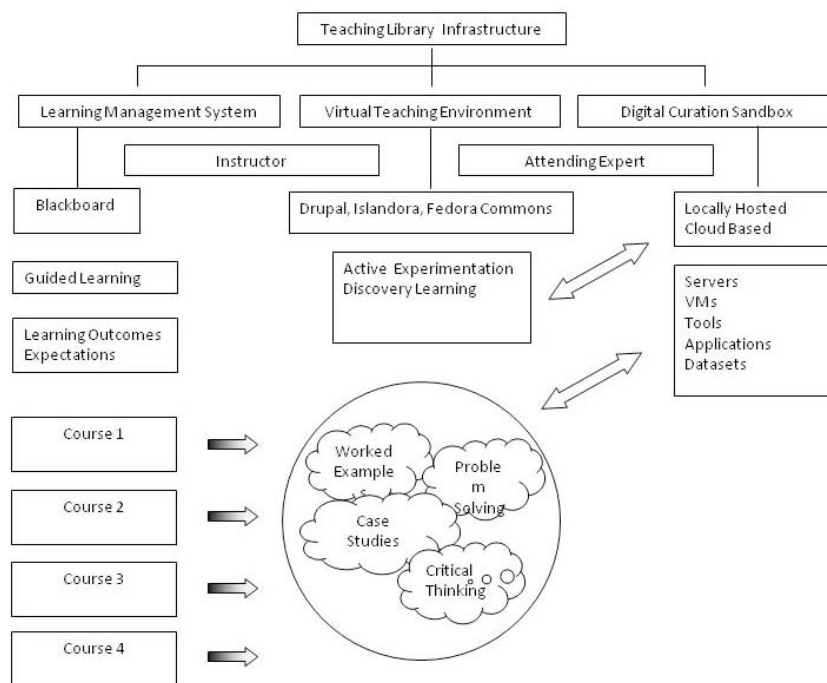 Teaching Library Infrastructure
Learning Management System
Virtual Teaching Environment
Digital Curation Sandbox
Instructor
Attending Expert
Blackboard
Drupal, Islandora, Fedora Commons
Locally Hosted
Cloud Based
Guided Learning
Active Experimentation
Discovery Learning
Servers
VMs
Tools
Applications
Datasets
Learning Outcomes
Expectations
Course 1
Course 2
Course 3
Course 4
Worked
Example
s
Proble
m
Solving
Case
Studies
Critical
Thinking